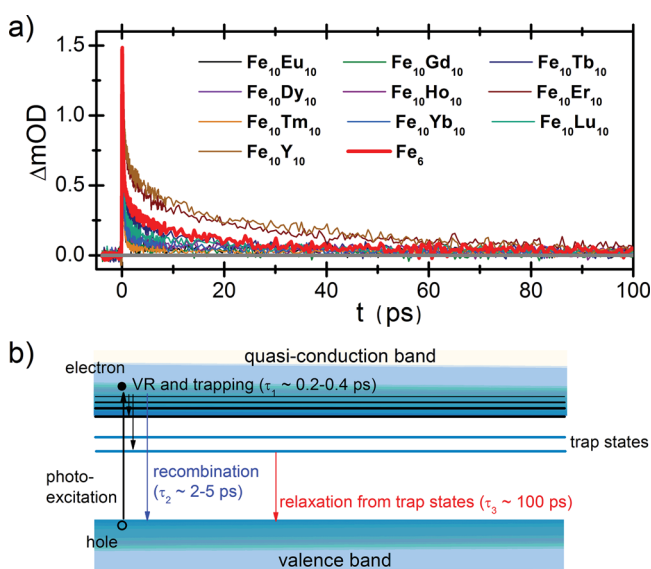 a)
1.5
1.0
0.5
0.0
ΔmOD
Fe₁₀Eu₁₀ Fe₁₀Gd₁₀ Fe₁₀Tb₁₀
Fe₁₀Dy₁₀ Fe₁₀Ho₁₀ Fe₁₀Er₁₀
Fe₁₀Tm₁₀ Fe₁₀Yb₁₀ Fe₁₀Lu₁₀
Fe₁₀Y₁₀ Fe₆
0 20 40 60 80 100
t (ps)
b)
quasi-conduction band
electron
VR and trapping (τ₁ ~ 0.2-0.4 ps)
trap states
photo-
excitation
recombination
(τ₂ ~ 2-5 ps)
relaxation from trap states (τ₃ ~ 100 ps)
hole
valence band